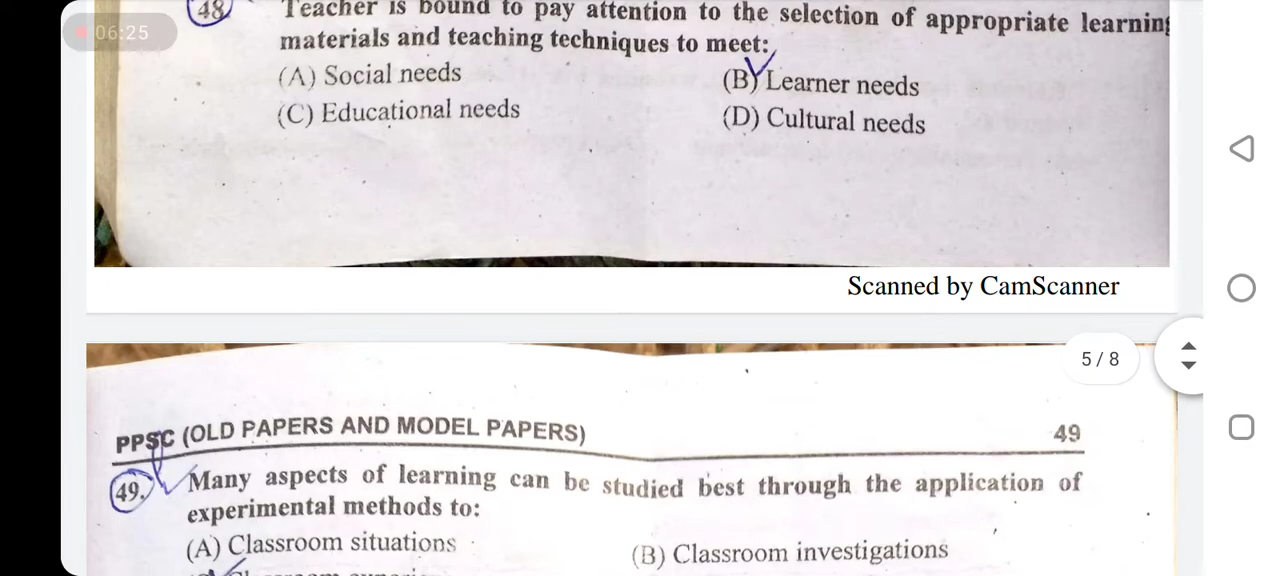 06:25
48. Teacher is bound to pay attention to the selection of appropriate learning
materials and teaching techniques to meet:
(A) Social needs
(B) Learner needs
(C) Educational needs
(D) Cultural needs
Scanned by CamScanner
5 / 8
PPSC (OLD PAPERS AND MODEL PAPERS) 49
49. Many aspects of learning can be studied best through the application of
experimental methods to:
(A) Classroom situations
(B) Classroom investigations